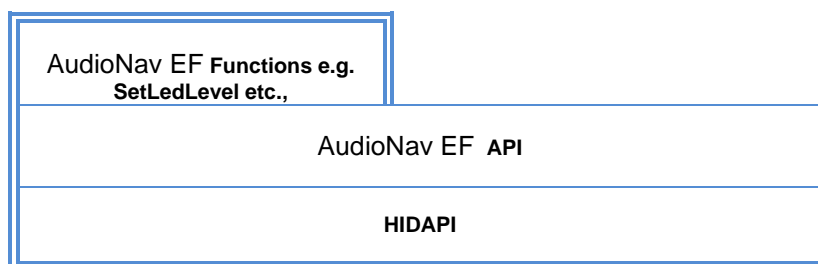 AudioNav EF Functions e.g.
SetLedLevel etc.,
AudioNav EF API
HIDAPI